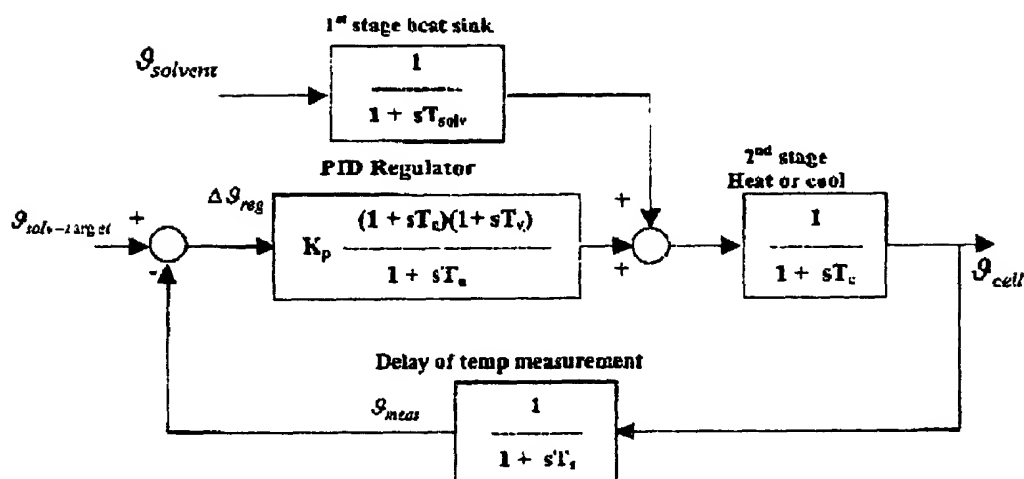 1st stage heat sink
ϑsolvent
1
1 + sTsolv
PID Regulator
2nd stage
Heat or cool
Δϑreg
+
ϑsolv-target
+
-
Kp (1 + sTc)(1 + sTv)
1 + sTn
+
1
1 + sTc
ϑcell
Delay of temp measurement
ϑmeas
1
1 + sTs